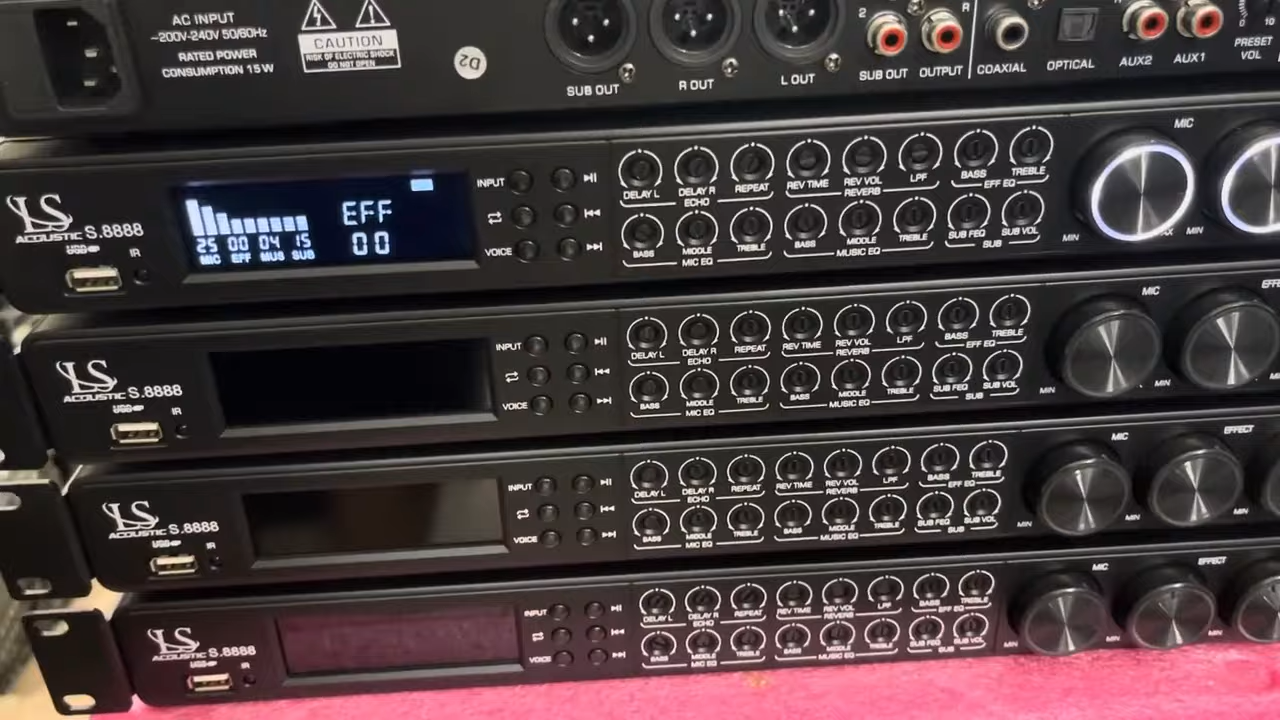 AC INPUT
~200V-240V 50/60Hz
RATED POWER
CONSUMPTION 15W
CAUTION
RISK OF ELECTRIC SHOCK
DO NOT OPEN
D2
SUB OUT
R OUT
L OUT
2
R
SUB OUT
OUTPUT
COAXIAL
OPTICAL
AUX2
AUX1
10
PRESET
VOL
LS
ACOUSTIC S.8888
IR
EFF
00
25 00 04 15
MIC EFF MUS SUB
INPUT
VOICE
DELAY L DELAY R REPEAT
ECHO
REV TIME REV VOL LPF
REVERB
BASS TREBLE
EFF EQ
BASS MIDDLE TREBLE
MIC EQ
BASS MIDDLE TREBLE
MUSIC EQ
SUB FEQ SUB VOL
SUB
MIC
MIN
MIN
LS
ACOUSTIC S.8888
IR
INPUT
VOICE
DELAY L DELAY R REPEAT
ECHO
REV TIME REV VOL LPF
REVERB
BASS TREBLE
EFF EQ
BASS MIDDLE TREBLE
MIC EQ
BASS MIDDLE TREBLE
MUSIC EQ
SUB FEQ SUB VOL
SUB
MIC
MIN
MIN
LS
ACOUSTIC S.8888
IR
INPUT
VOICE
DELAY L DELAY R REPEAT
ECHO
REV TIME REV VOL LPF
REVERB
BASS TREBLE
EFF EQ
BASS MIDDLE TREBLE
MIC EQ
BASS MIDDLE TREBLE
MUSIC EQ
SUB FEQ SUB VOL
SUB
MIC EFFECT
MIN MIN MIN
LS
ACOUSTIC S.8888
IR
INPUT
VOICE
DELAY L DELAY R REPEAT
ECHO
REV TIME REV VOL LPF
REVERB
BASS TREBLE
EFF EQ
BASS MIDDLE TREBLE
MIC EQ
BASS MIDDLE TREBLE
MUSIC EQ
SUB FEQ SUB VOL
SUB
MIC EFFECT
MIN MIN MIN